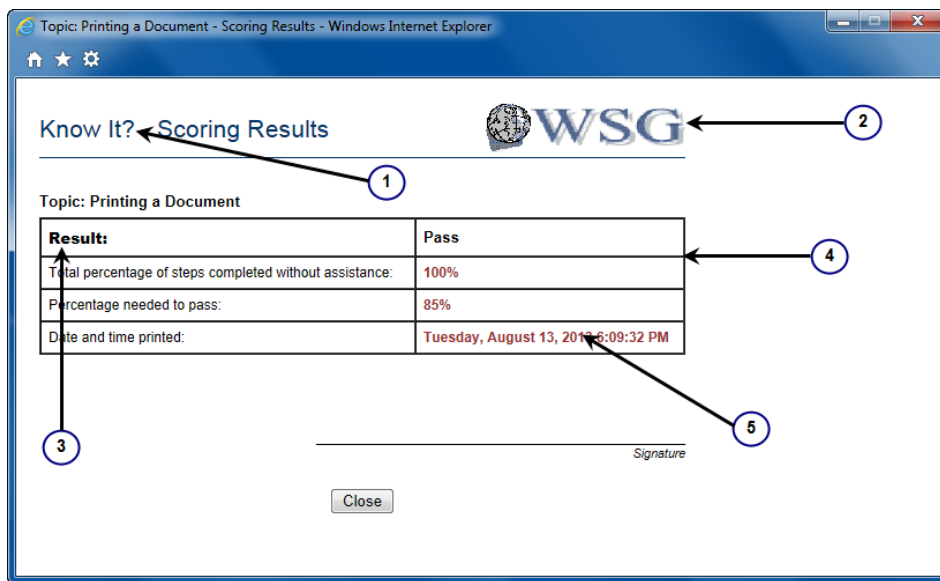 Topic: Printing a Document - Scoring Results - Windows Internet Explorer
Know It? Scoring Results
WSG
2
1
Topic: Printing a Document
Result: Pass
4
Total percentage of steps completed without assistance: 100%
Percentage needed to pass: 85%
Date and time printed: Tuesday, August 13, 2013 6:09:32 PM
5
3
Signature
Close